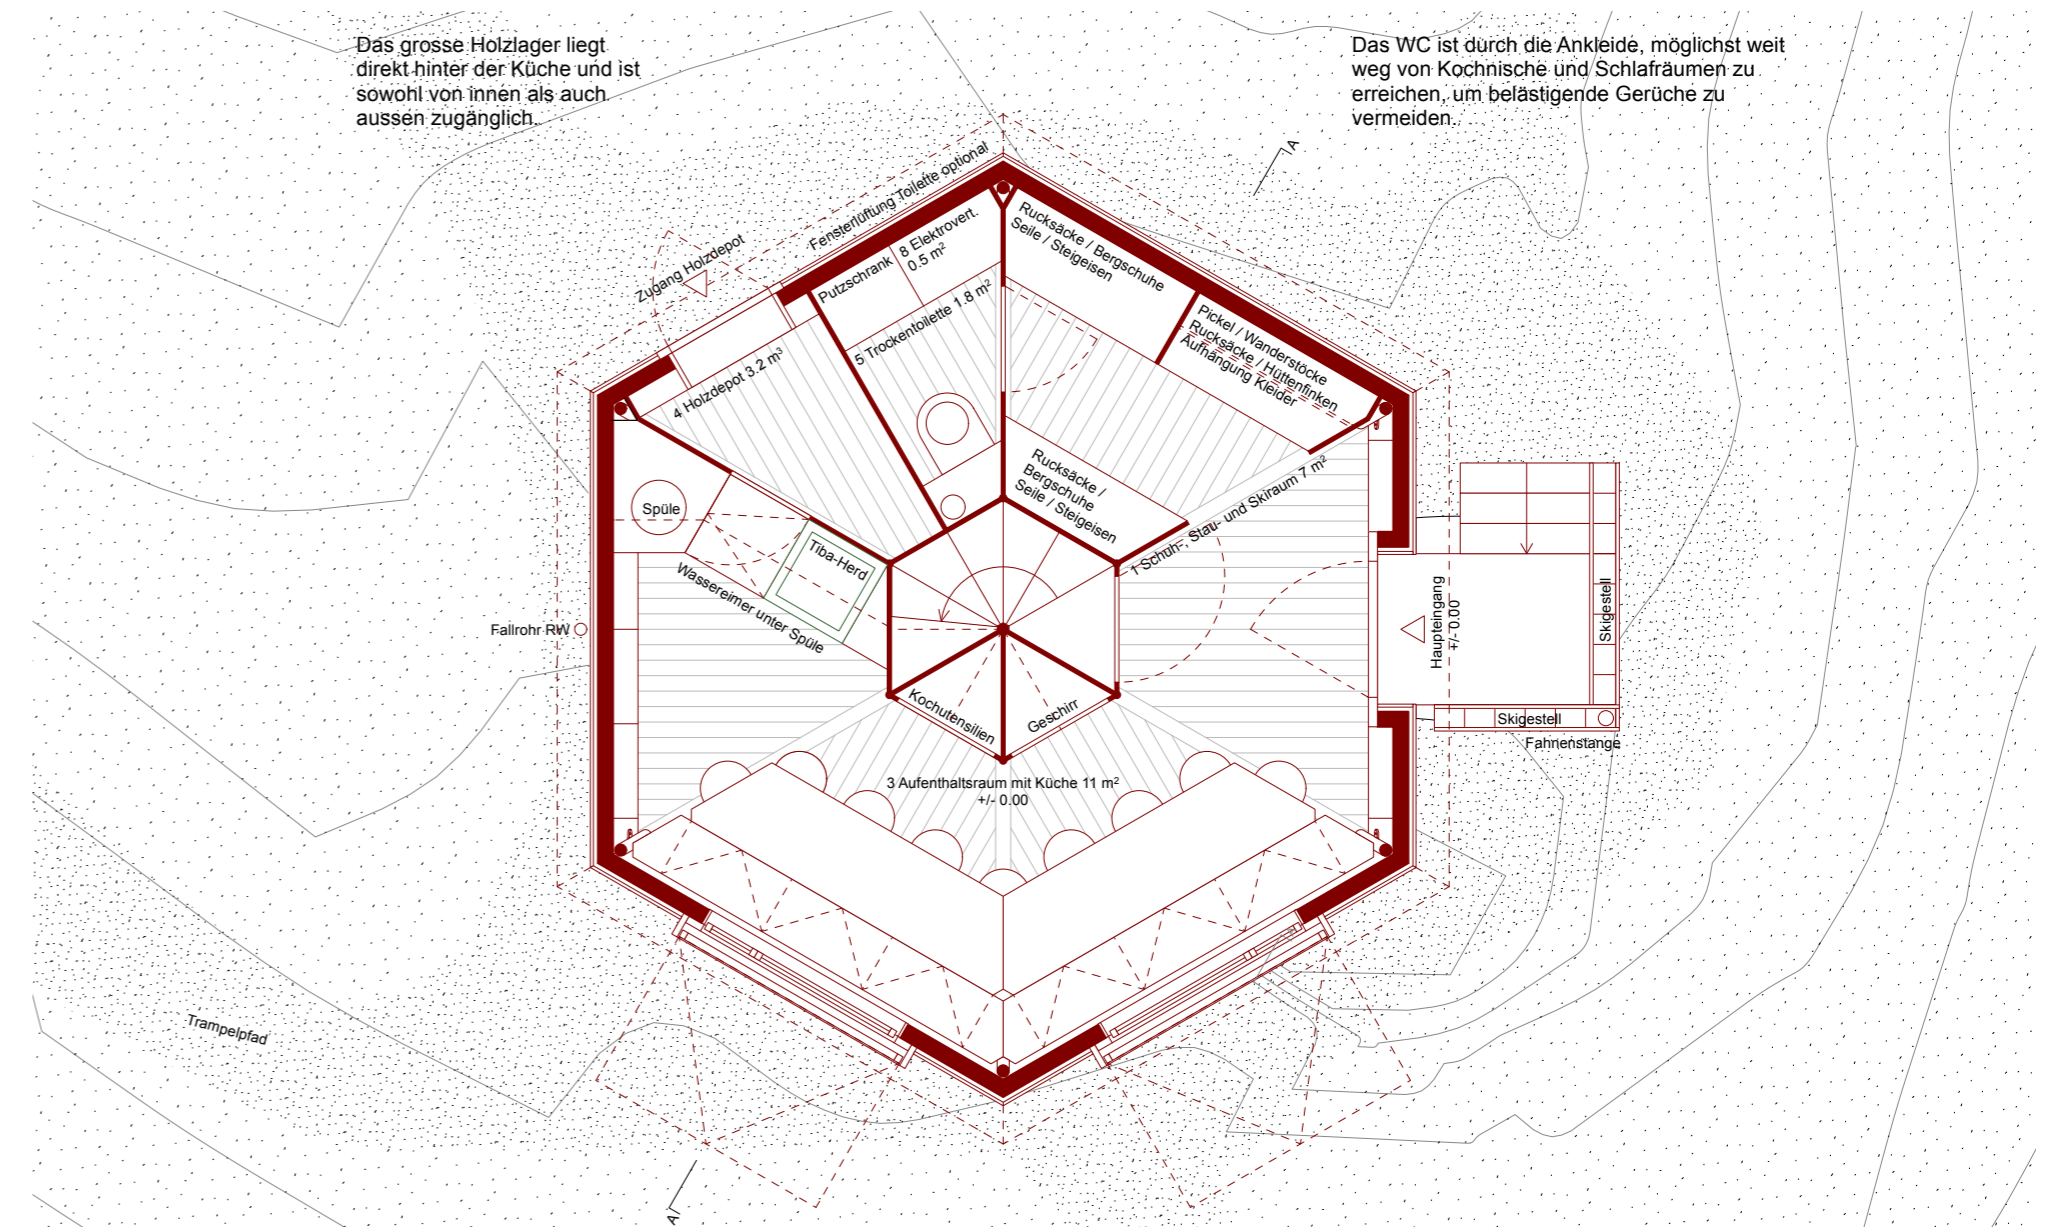 Das grosse Holzlager liegt
direkt hinter der Küche und ist
sowohl von innen als auch
aussen zugänglich.
Das WC ist durch die Ankleide, möglichst weit
weg von Kochnische und Schlafräumen zu
erreichen, um belästigende Gerüche zu
vermeiden.
A
Fensterlüftung Toilette optional
Zugang Holzdepot
Putzschrank
8 Elektrovert.
0.5 m²
Rucksäcke / Bergschuhe
Seile / Steigeisen
5 Trockentoilette 1.8 m²
4 Holzdepot 3.2 m³
Pickel / Wanderstöcke
Rucksäcke / Hüttenfinken
Aufhängung Kleider
Rucksäcke /
Bergschuhe
Seile / Steigeisen
1 Schuh-, Stau- und Skiraum 7 m²
Spüle
Tiba-Herd
Wassereimer unter Spüle
Fallrohr RW
Haupteingang
+/- 0.00
Skigestell
Skigestell
Fahnenstange
Kochutensilien
Geschirr
3 Aufenthaltsraum mit Küche 11 m²
+/- 0.00
Trampelpfad
A